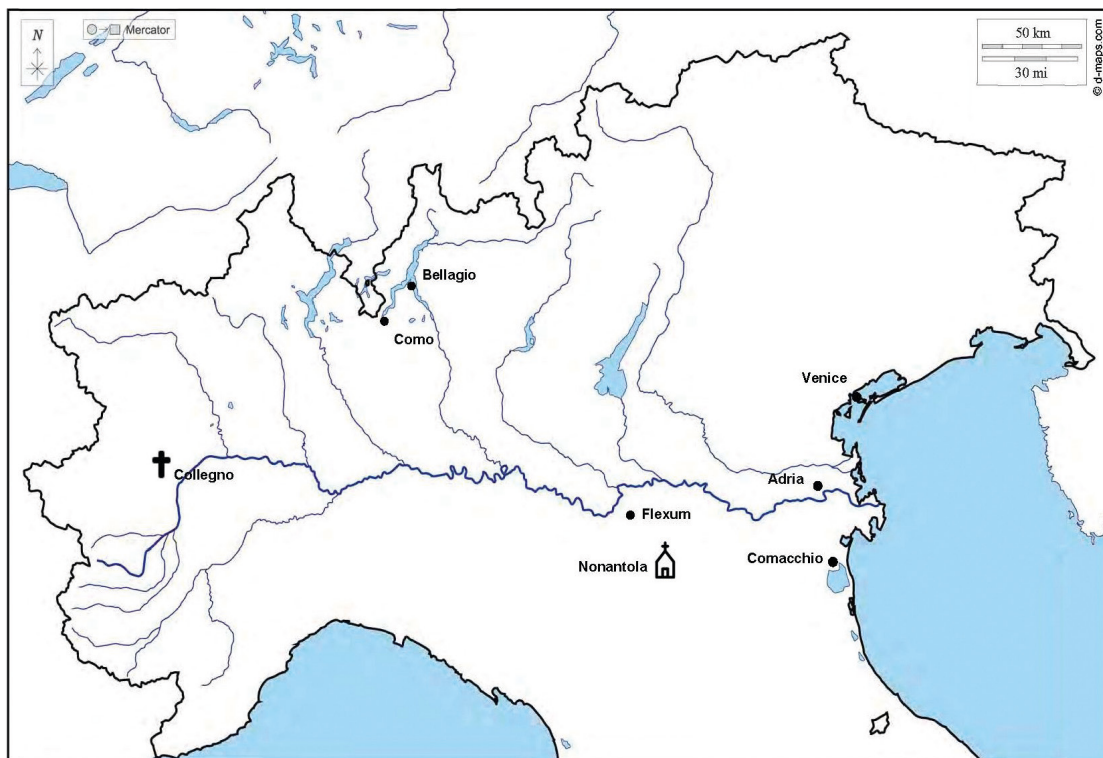 N
Mercator
50 km
30 mi
© d-maps.com
Bellagio
Como
Venice
Collegno
Adria
Flexum
Nonantola
Comacchio